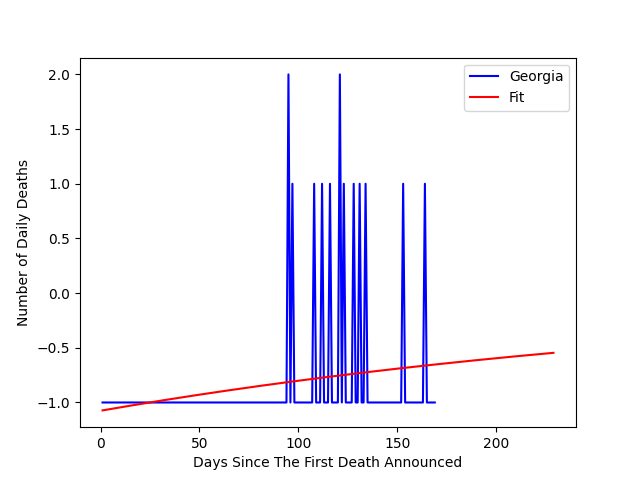 Georgia
Fit
2.0
1.5
1.0
0.5
0.0
−0.5
−1.0
Number of Daily Deaths
0 50 100 150 200
Days Since The First Death Announced